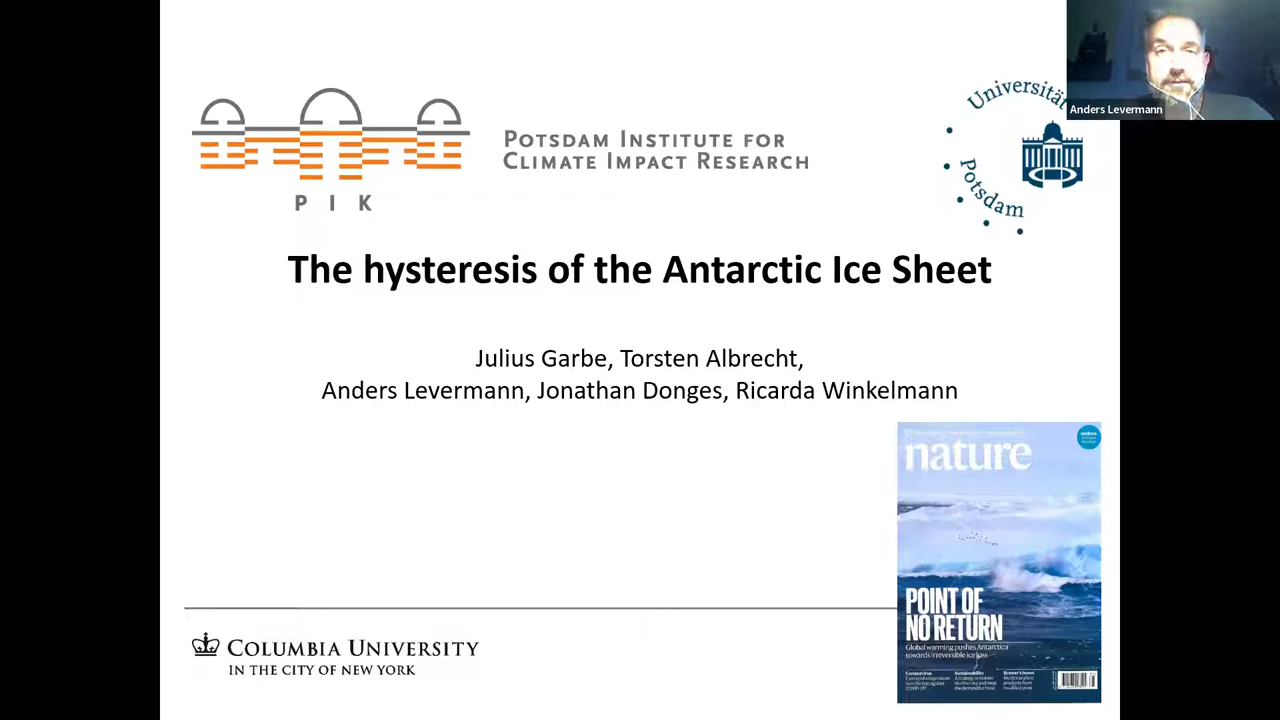 Anders Levermann
Universität
Potsdam
POTSDAM INSTITUTE FOR
CLIMATE IMPACT RESEARCH
PIK
The hysteresis of the Antarctic Ice Sheet
Julius Garbe, Torsten Albrecht,
Anders Levermann, Jonathan Donges, Ricarda Winkelmann
nature
POINT OF
NO RETURN
Global warming pushes Antarctica
towards irreversible ice loss
COLUMBIA UNIVERSITY
IN THE CITY OF NEW YORK